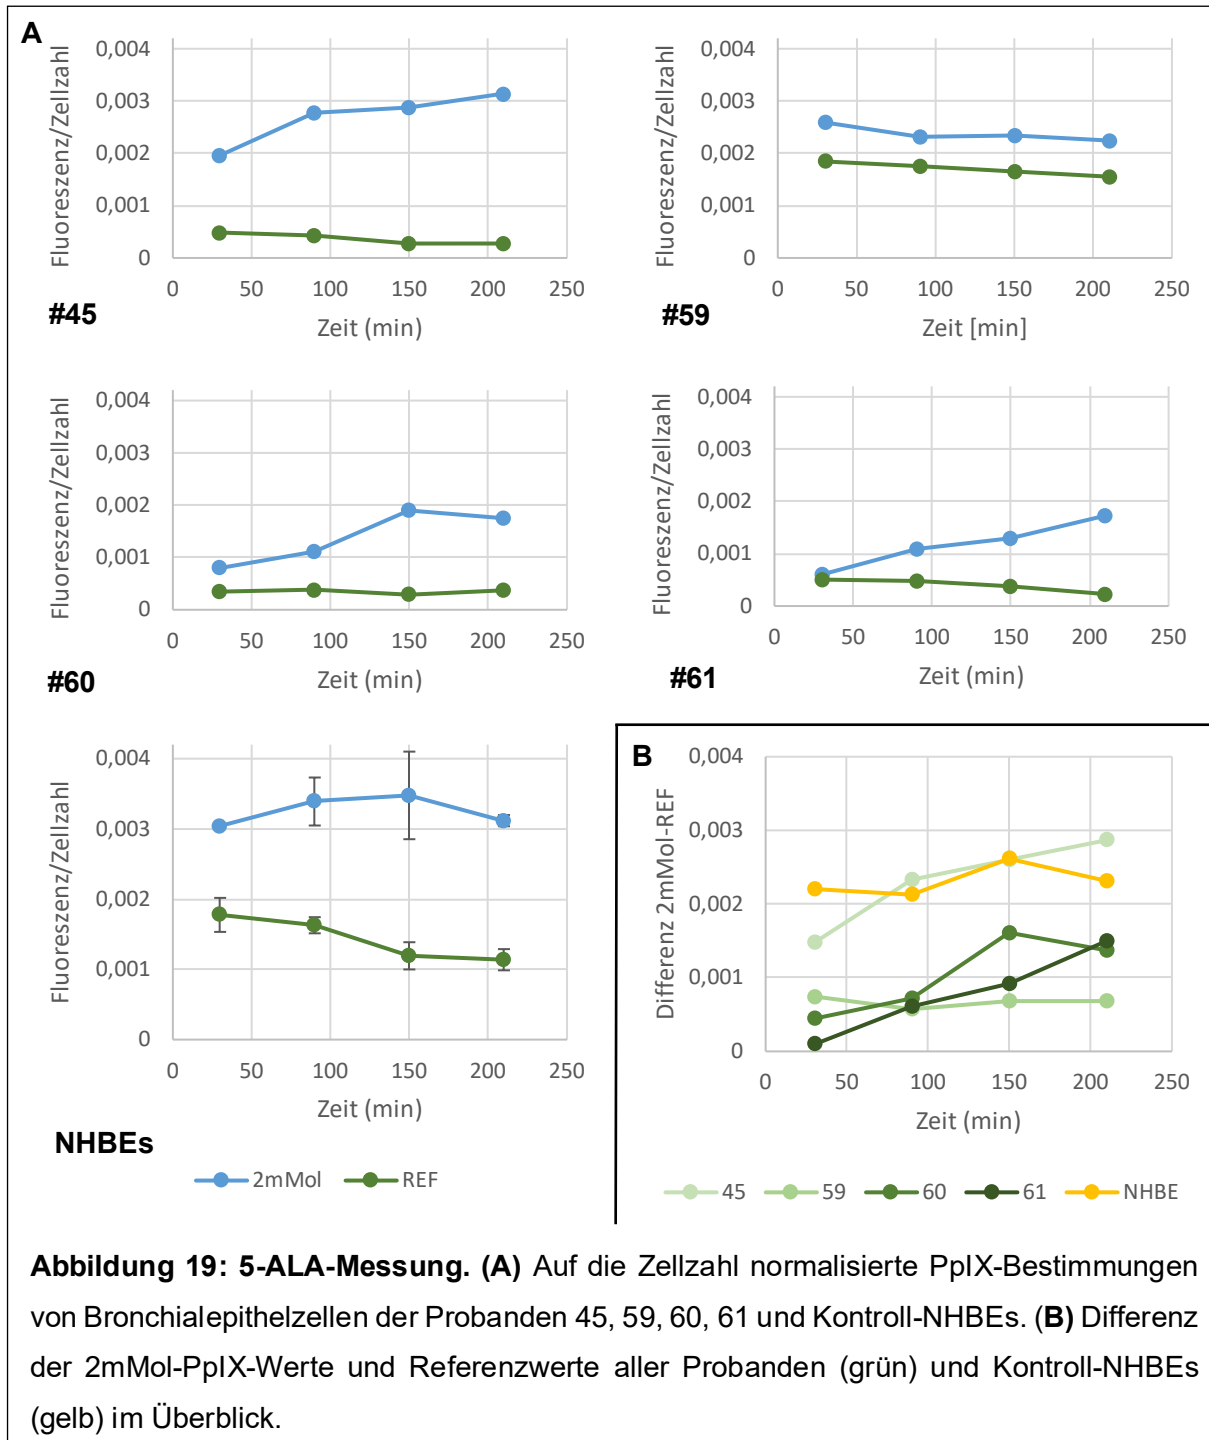 A
Fluoreszenz/Zellzahl
0,004
0,003
0,002
0,001
0
0 50 100 150 200 250
Zeit (min)
#45
Fluoreszenz/Zellzahl
0,004
0,003
0,002
0,001
0
0 50 100 150 200 250
Zeit [min]
#59
Fluoreszenz/Zellzahl
0,004
0,003
0,002
0,001
0
0 50 100 150 200 250
Zeit (min)
#60
Fluoreszenz/Zellzahl
0,004
0,003
0,002
0,001
0
0 50 100 150 200 250
Zeit (min)
#61
Fluoreszenz/Zellzahl
0,004
0,003
0,002
0,001
0
0 50 100 150 200 250
Zeit (min)
NHBEs
2mMol REF
B
Differenz 2mMol-REF
0,004
0,003
0,002
0,001
0
0 50 100 150 200 250
Zeit (min)
45 59 60 61 NHBE
Abbildung 19: 5-ALA-Messung. (A) Auf die Zellzahl normalisierte PpIX-Bestimmungen
von Bronchialepithelzellen der Probanden 45, 59, 60, 61 und Kontroll-NHBEs. (B) Differenz
der 2mMol-PpIX-Werte und Referenzwerte aller Probanden (grün) und Kontroll-NHBEs
(gelb) im Überblick.